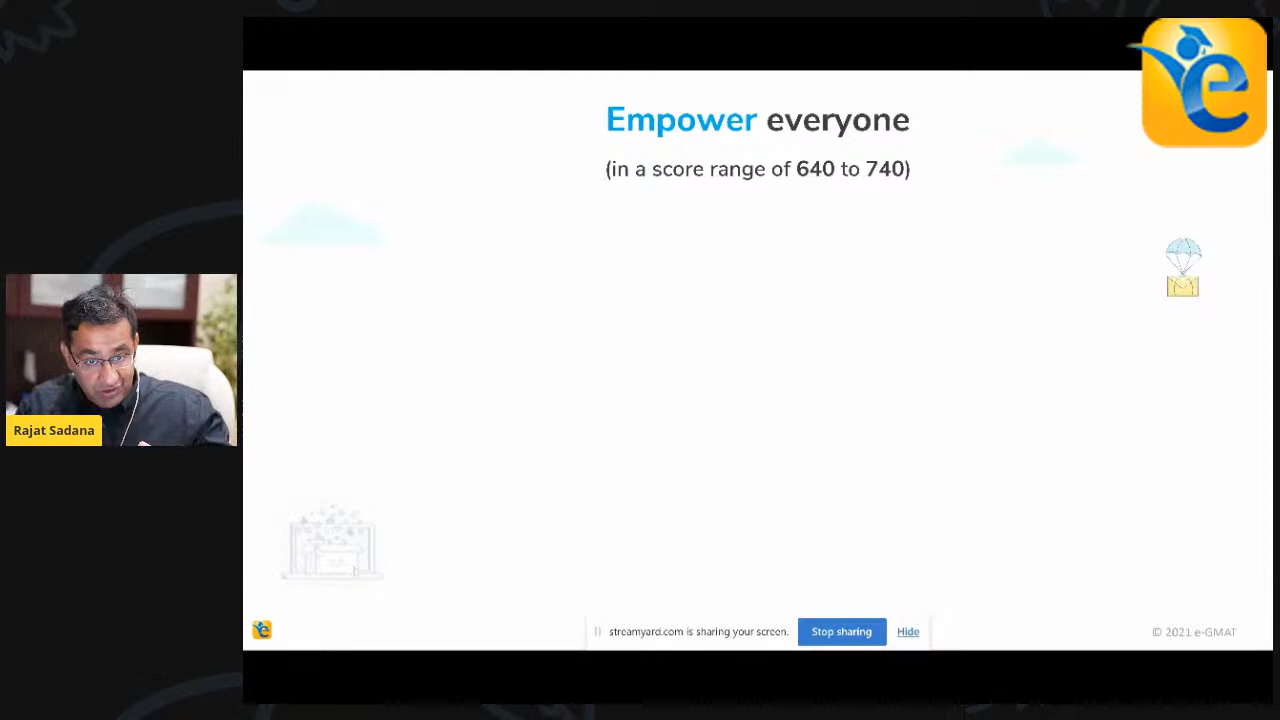 Empower everyone
(in a score range of 640 to 740)
Rajat Sadana
streamyard.com is sharing your screen.
Stop sharing
Hide
© 2021 e-GMAT